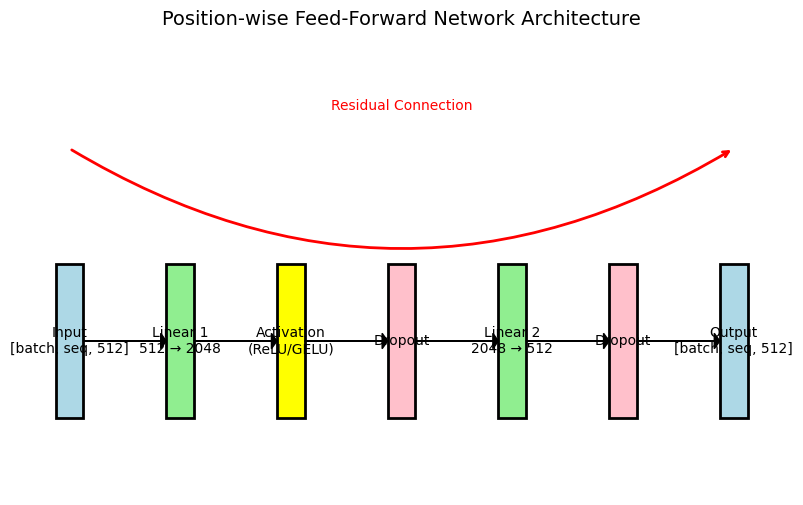 Position-wise Feed-Forward Network Architecture
Residual Connection
Input
[batch, seq, 512]
Linear 1
512 → 2048
Activation
(ReLU/GELU)
Dropout
Linear 2
2048 → 512
Dropout
Output
[batch, seq, 512]